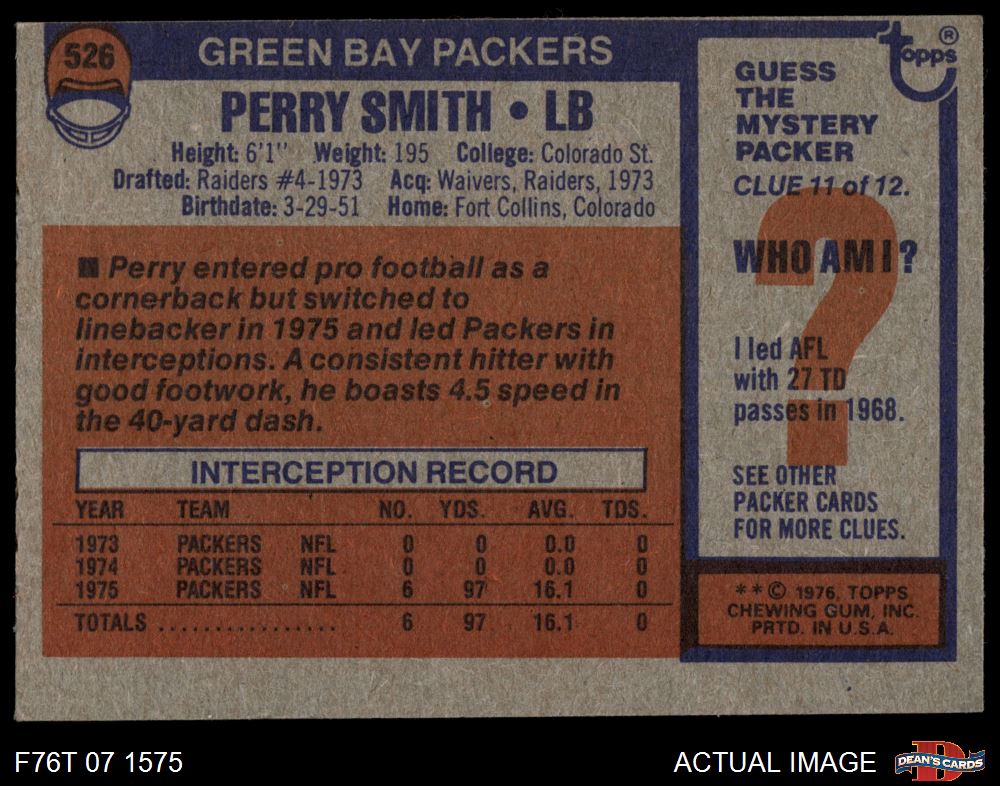 526
GREEN BAY PACKERS
PERRY SMITH • LB
Height: 6'1" Weight: 195 College: Colorado St.
Drafted: Raiders #4-1973 Acq: Waivers, Raiders, 1973
Birthdate: 3-29-51 Home: Fort Collins, Colorado
■ Perry entered pro football as a
cornerback but switched to
linebacker in 1975 and led Packers in
interceptions. A consistent hitter with
good footwork, he boasts 4.5 speed in
the 40-yard dash.
INTERCEPTION RECORD
YEAR TEAM NO. YDS. AVG. TDS.
1973 PACKERS NFL 0 0 0.0 0
1974 PACKERS NFL 0 0 0.0 0
1975 PACKERS NFL 6 97 16.1 0
TOTALS ................. 6 97 16.1 0
topps ®
GUESS
THE
MYSTERY
PACKER
CLUE 11 of 12.
?
WHO AM I?
I led AFL
with 27 TD
passes in 1968.
SEE OTHER
PACKER CARDS
FOR MORE CLUES.
* * © 1976, TOPPS
CHEWING GUM, INC.
PRTD. IN U.S.A.
F76T 07 1575
ACTUAL IMAGE
D
DEAN'S CARDS